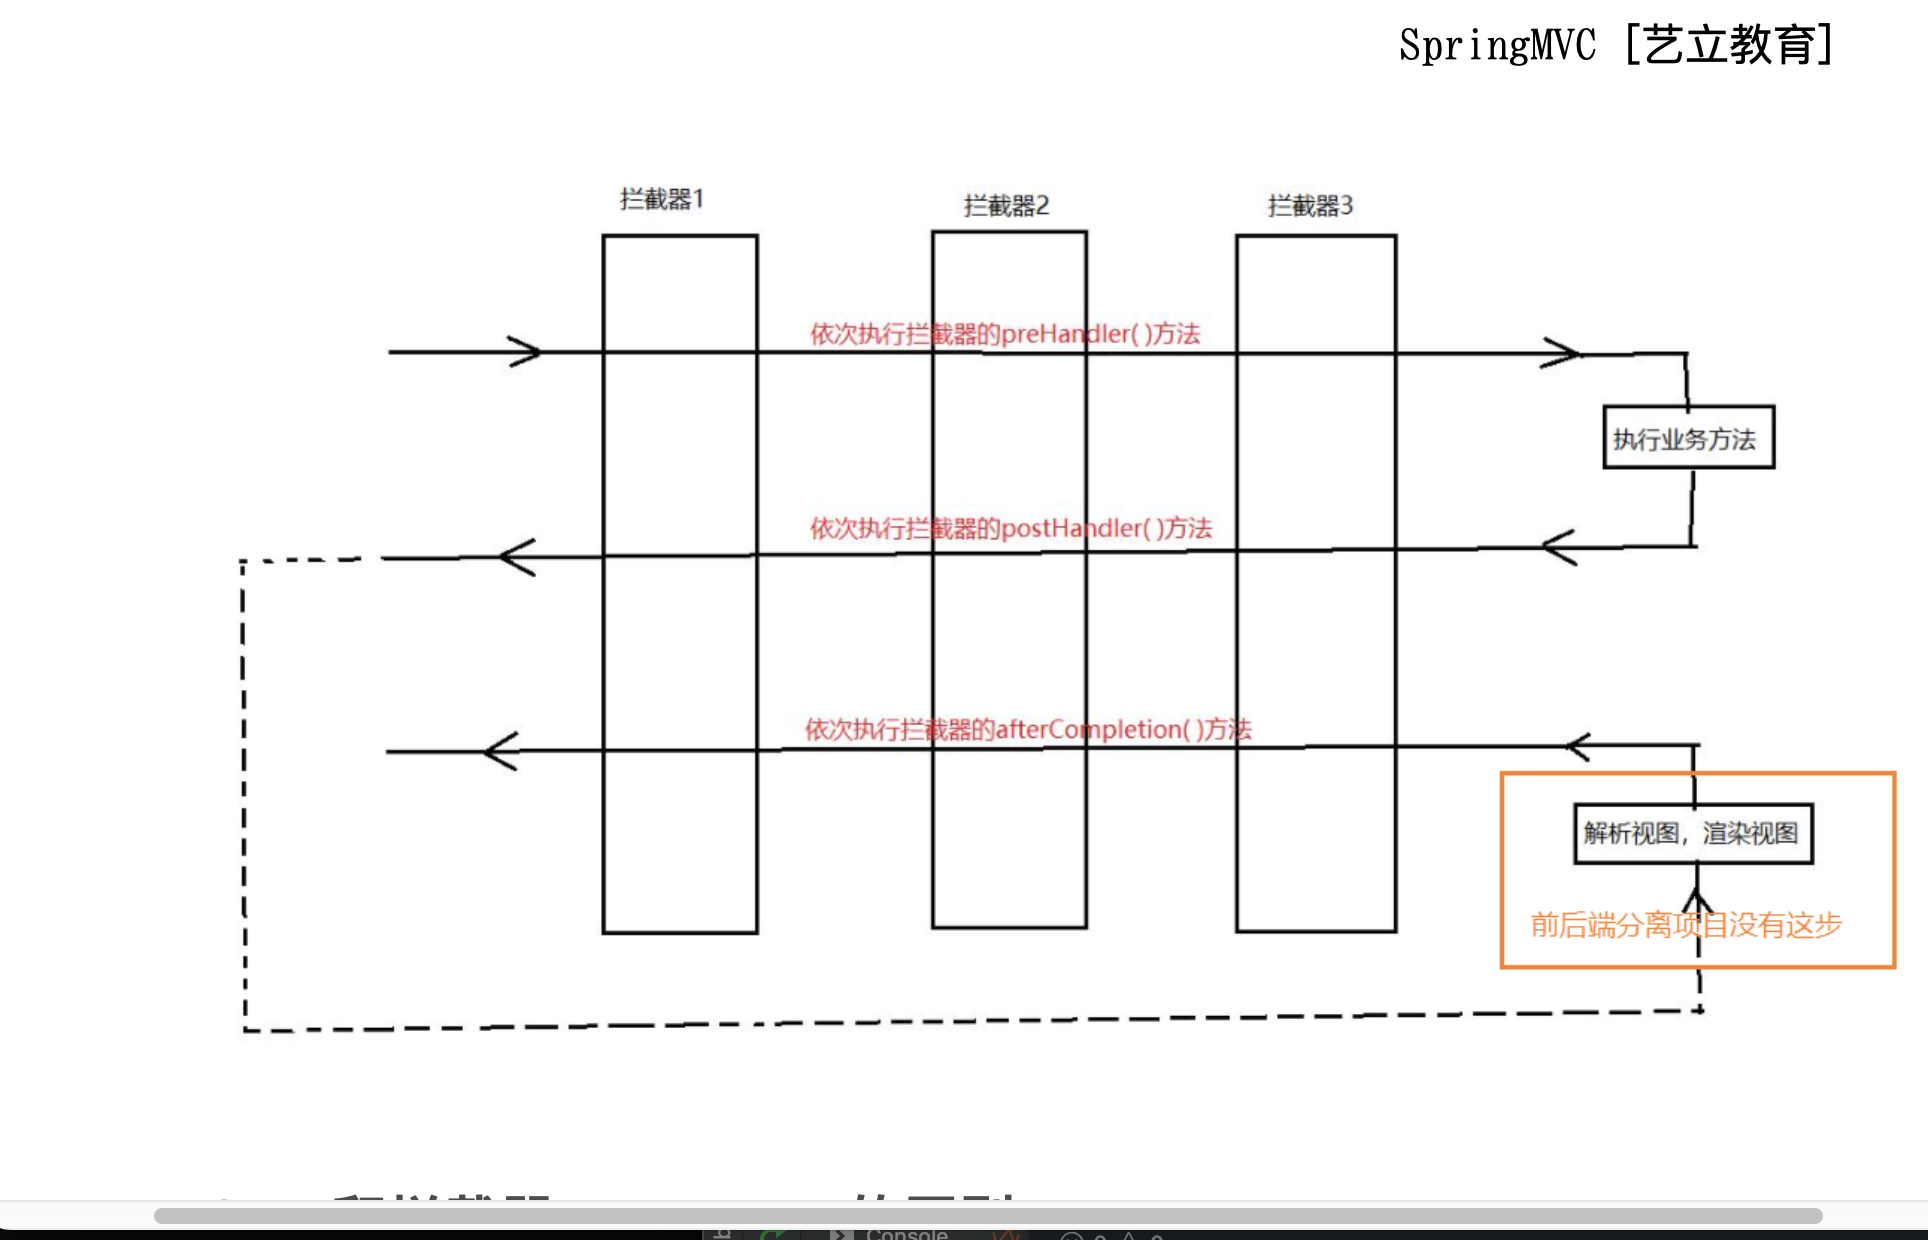 SpringMVC [艺立教育]
拦截器1
拦截器2
拦截器3
依次执行拦截器的preHandler( )方法
执行业务方法
依次执行拦截器的postHandler( )方法
依次执行拦截器的afterCompletion( )方法
解析视图，渲染视图
前后端分离项目没有这步
Console